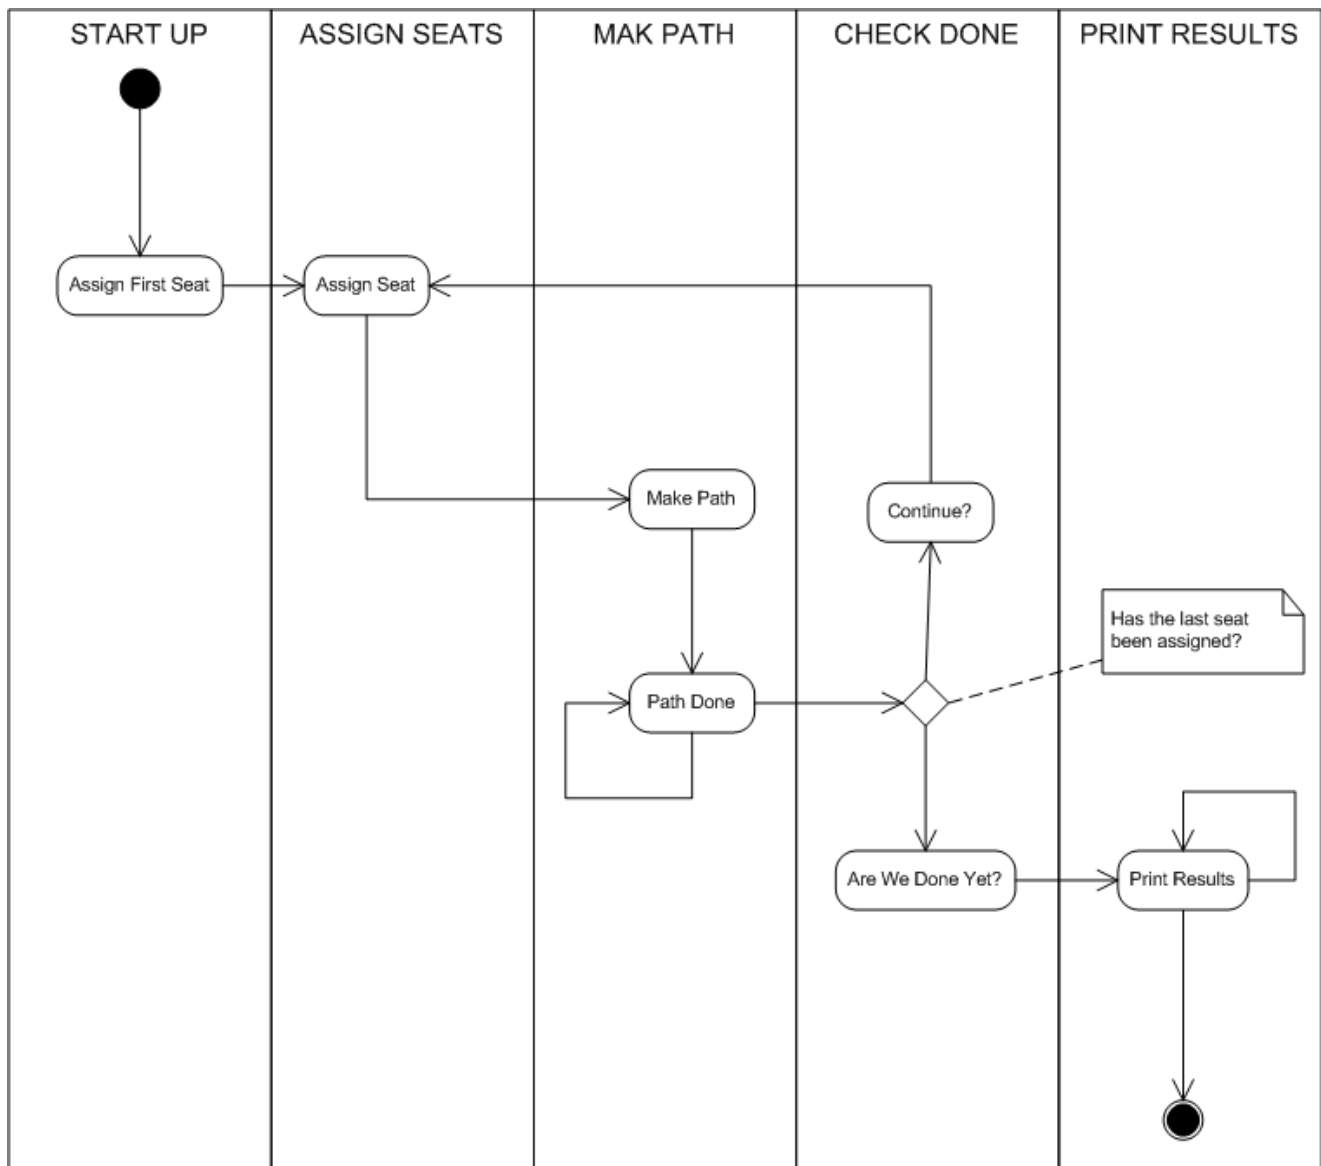 START UP
ASSIGN SEATS
MAK PATH
CHECK DONE
PRINT RESULTS
Assign First Seat
Assign Seat
Make Path
Continue?
Has the last seat
been assigned?
Path Done
Are We Done Yet?
Print Results